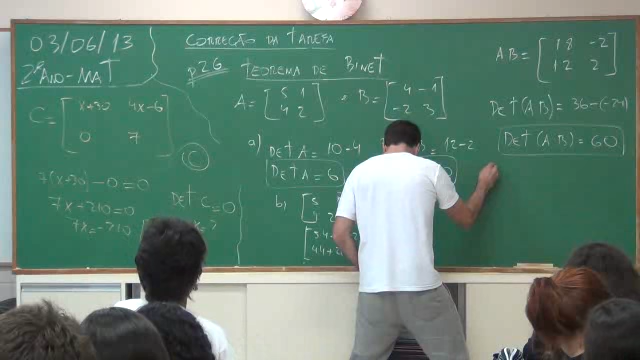 03/06/13
2º ANO - MAT
C = [ x+30 4x-6
0 7 ]
7(x+30) - 0 = 0
7x + 210 = 0
7x = -210
DET C = 0
CORREÇÃO DA TAREFA
p. 26 TEOREMA DE BINET
A = [ 5 1
4 2 ] • B = [ 4 -1
-2 3 ]
a) DET A = 10 - 4
= 12 - 2
DET A = 6
b)
AB = [ 18 -2
12 2 ]
DET (AB) = 36 - (-24)
DET (AB) = 60